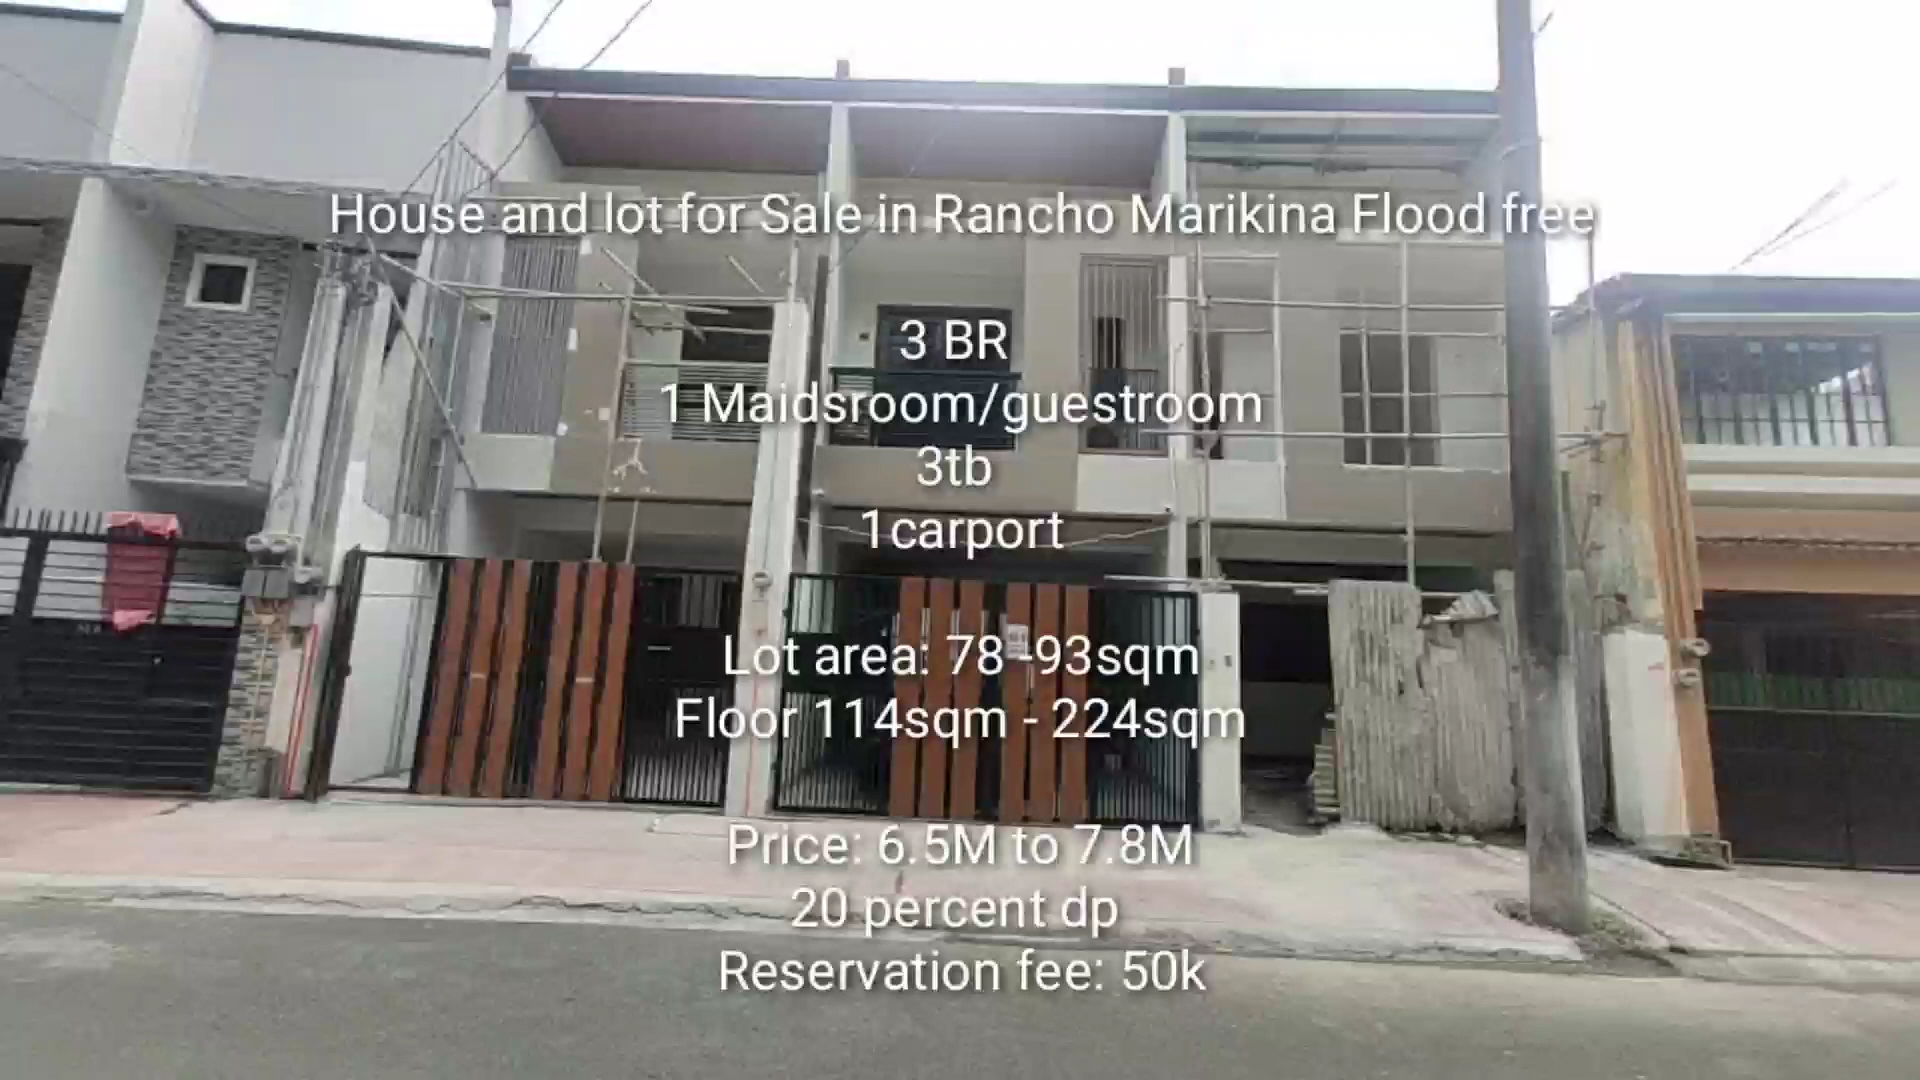 House and lot for Sale in Rancho Marikina Flood free
3 BR
1 Maidsroom/guestroom
3tb
1carport
Lot area: 78 -93sqm
Floor 114sqm - 224sqm
Price: 6.5M to 7.8M
20 percent dp
Reservation fee: 50k